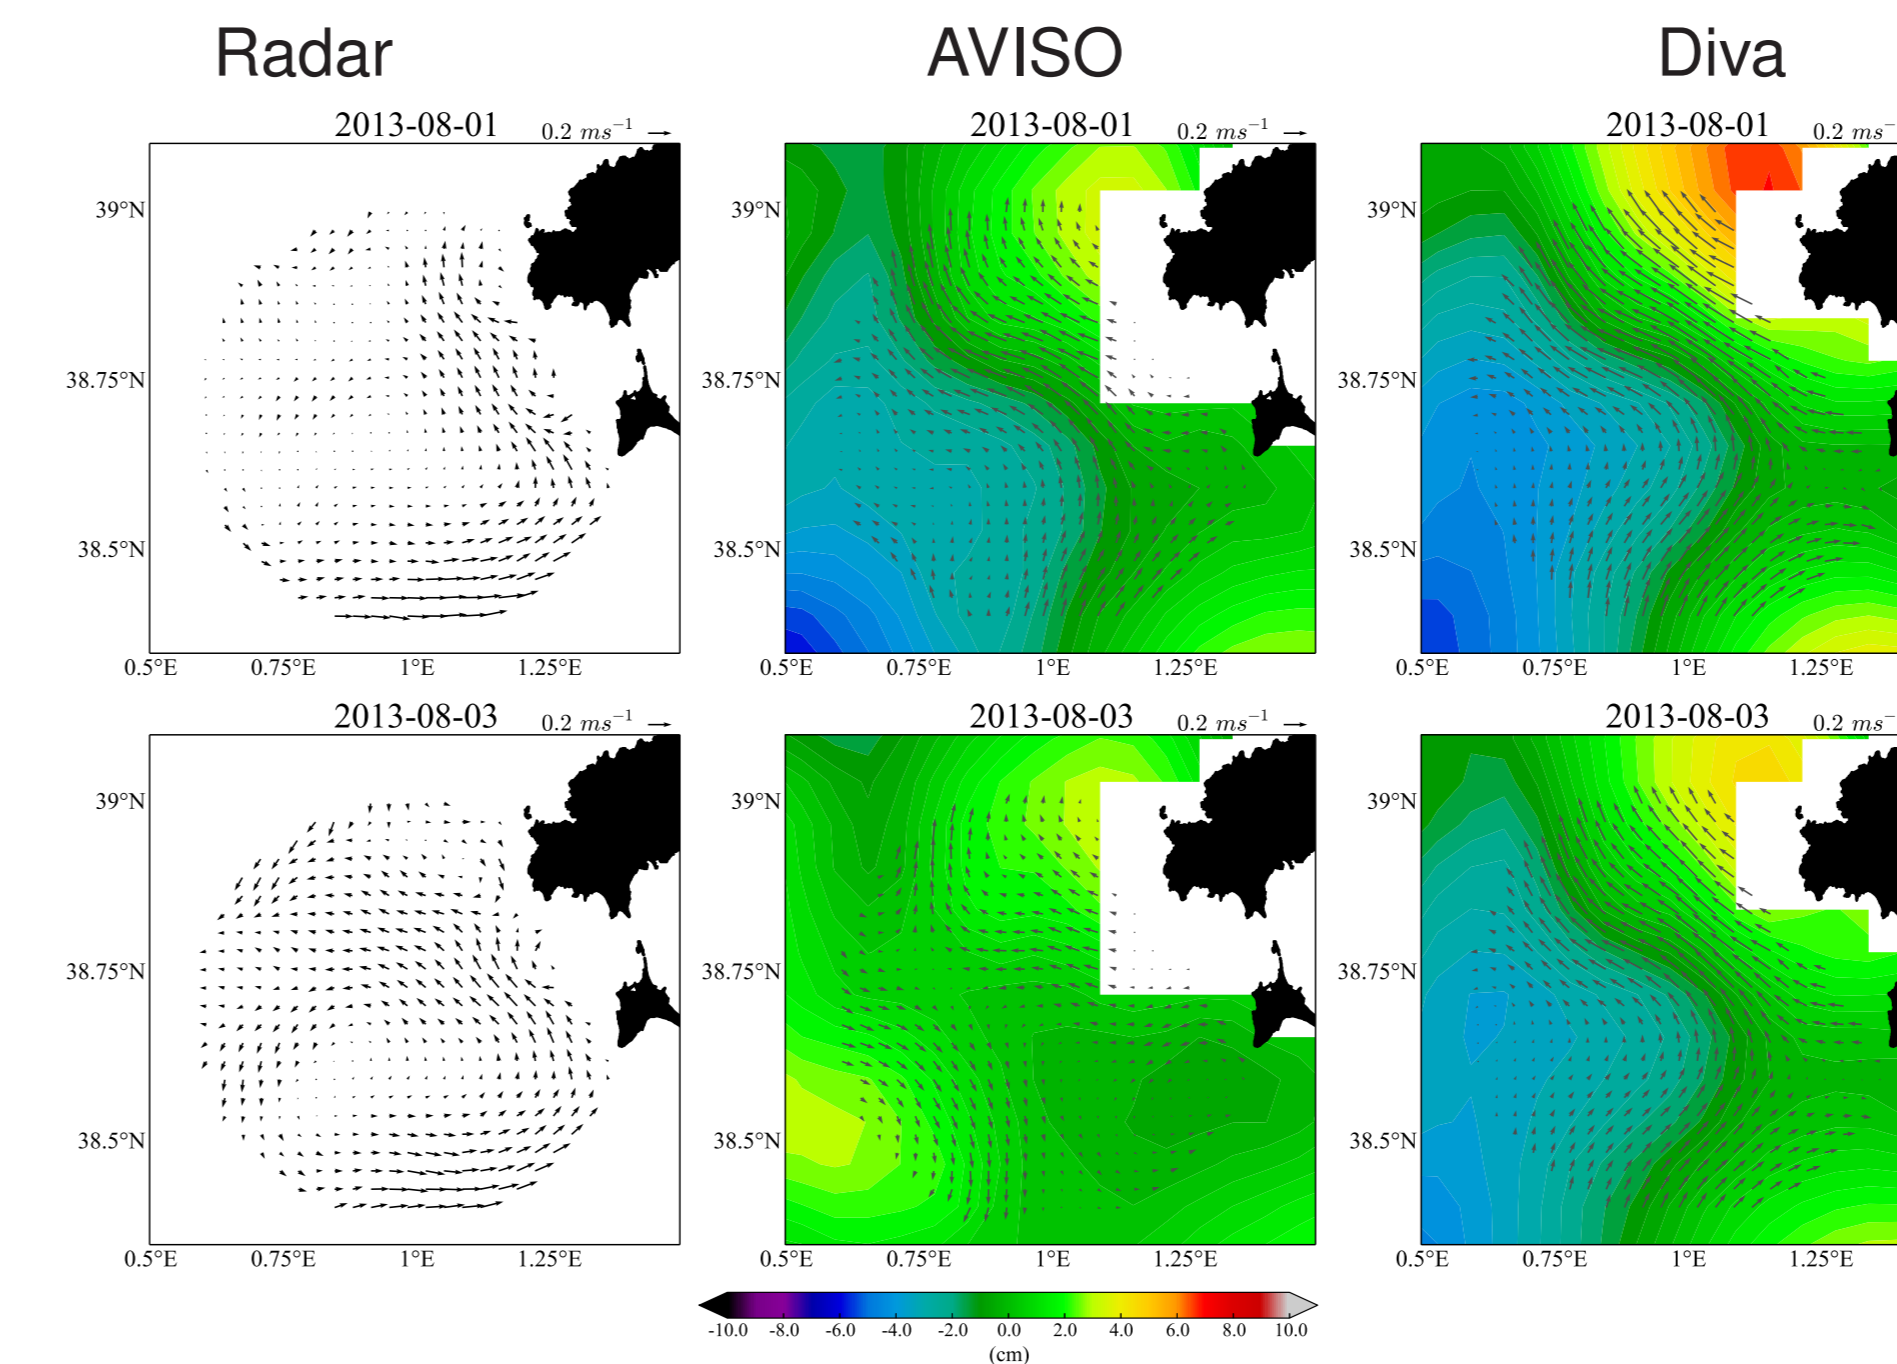 Radar AVISO Diva
2013-08-01 0.2 ms⁻¹ 2013-08-01 0.2 ms⁻¹ 2013-08-01 0.2 ms⁻
39°N 39°N 39°N
38.75°N 38.75°N 38.75°N
38.5°N 38.5°N 38.5°N
0.5°E 0.75°E 1°E 1.25°E 0.5°E 0.75°E 1°E 1.25°E 0.5°E 0.75°E 1°E 1.25°E
2013-08-03 0.2 ms⁻¹ 2013-08-03 0.2 ms⁻¹ 2013-08-03 0.2 ms⁻
39°N 39°N 39°N
38.75°N 38.75°N 38.75°N
38.5°N 38.5°N 38.5°N
0.5°E 0.75°E 1°E 1.25°E 0.5°E 0.75°E 1°E 1.25°E 0.5°E 0.75°E 1°E 1.25°E
-10.0 -8.0 -6.0 -4.0 -2.0 0.0 2.0 4.0 6.0 8.0 10.0
(cm)